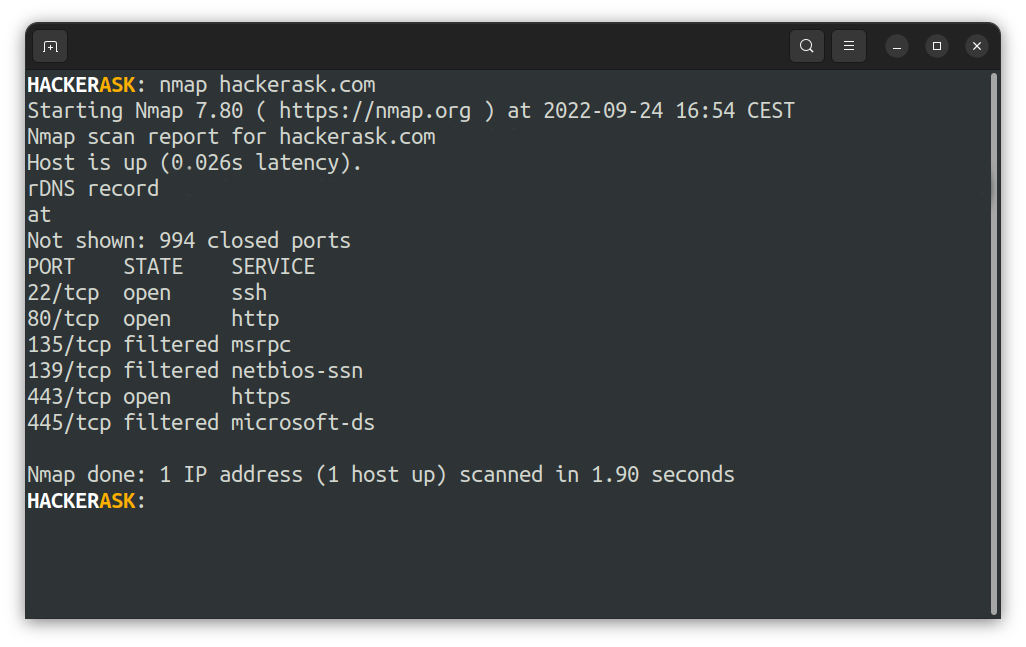 HACKERASK: nmap hackerask.com
Starting Nmap 7.80 ( https://nmap.org ) at 2022-09-24 16:54 CEST
Nmap scan report for hackerask.com
Host is up (0.026s latency).
rDNS record
at
Not shown: 994 closed ports
PORT    STATE    SERVICE
22/tcp  open     ssh
80/tcp  open     http
135/tcp filtered msrpc
139/tcp filtered netbios-ssn
443/tcp open     https
445/tcp filtered microsoft-ds
Nmap done: 1 IP address (1 host up) scanned in 1.90 seconds
HACKERASK: